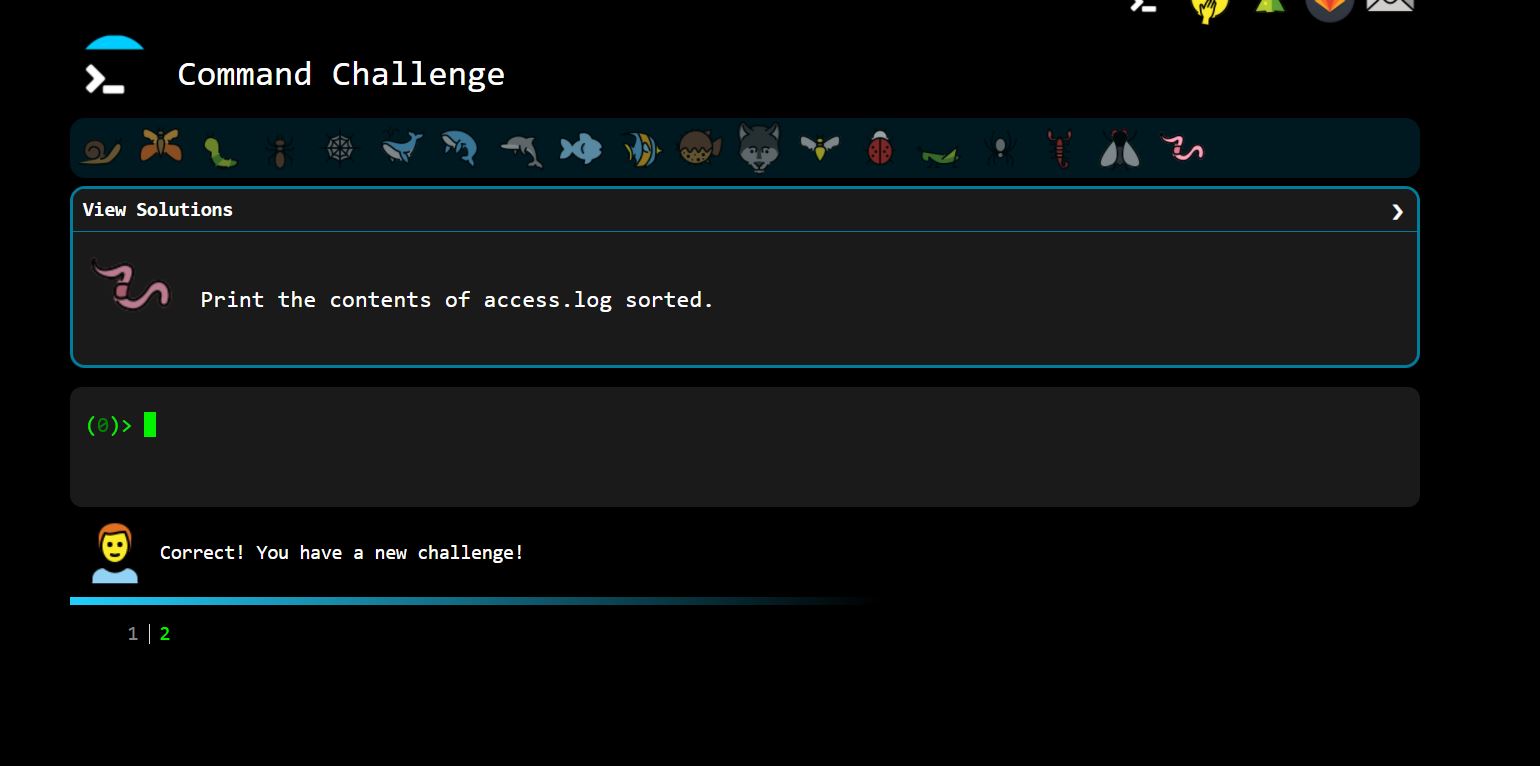 Command Challenge
View Solutions
Print the contents of access.log sorted.
(0)>
Correct! You have a new challenge!
1 2